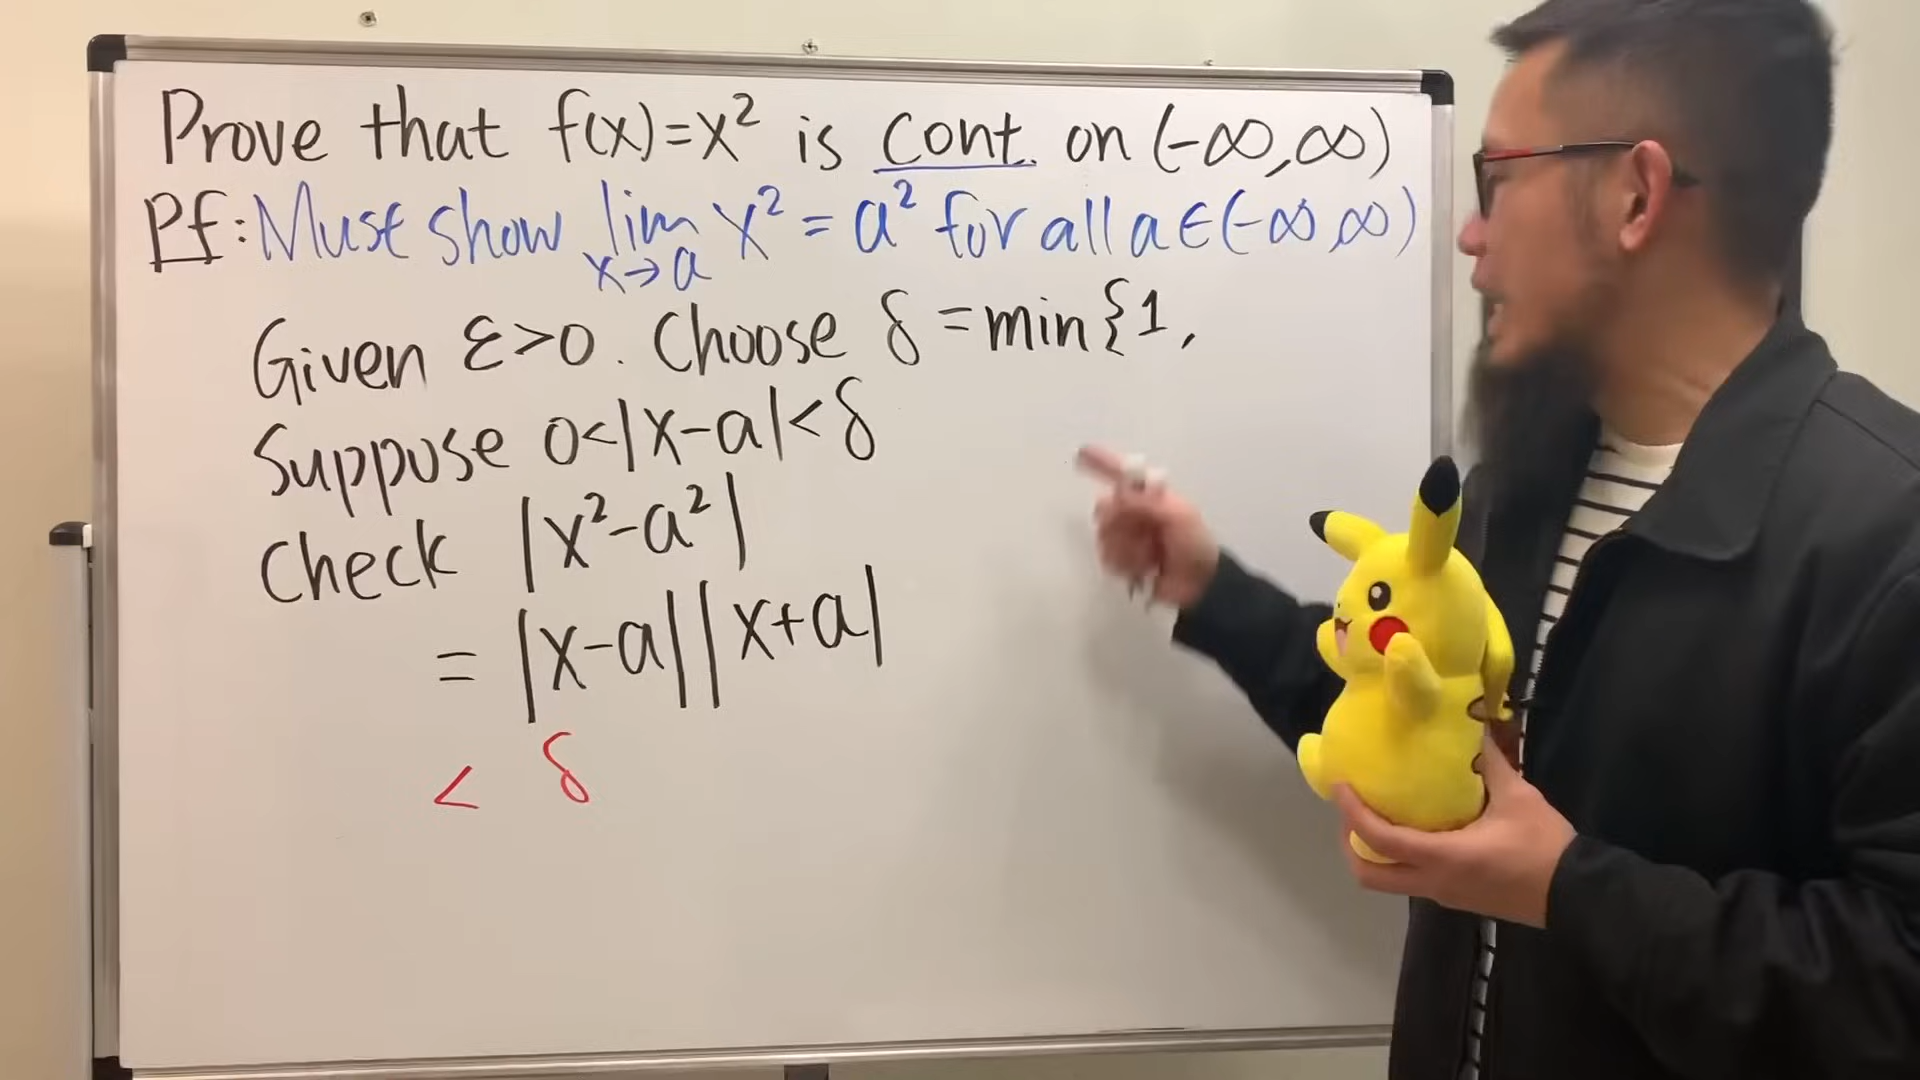 Prove that f(x)=x² is cont. on (-∞,∞)
Pf: Must show lim x→a x² = a² for all a∈(-∞,∞)
Given ε>0. Choose δ =min{1,
Suppose 0<|x-a|<δ
Check |x²-a²|
= |x-a||x+a|
< δ